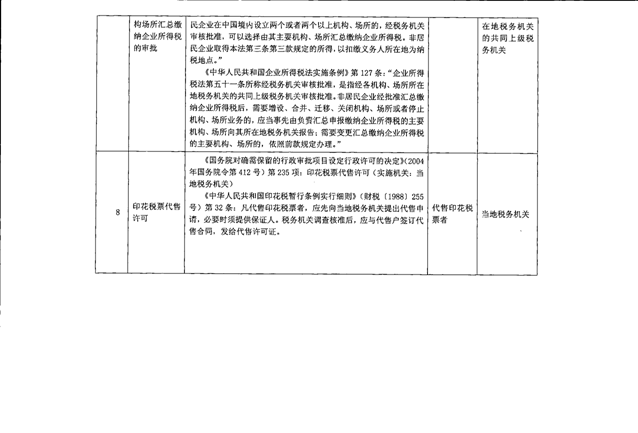 构场所汇总缴
纳企业所得税
的审批
民企业在中国境内设立两个或者两个以上机构、场所的，经税务机关
审核批准，可以选择由其主要机构、场所汇总缴纳企业所得税。非居
民企业取得本法第三条第三款规定的所得，以扣缴义务人所在地为纳
税地点。”
《中华人民共和国企业所得税法实施条例》第 127 条：“企业所得
税法第五十一条所称经税务机关审核批准，是指经各机构、场所所在
地税务机关的共同上级税务机关审核批准。非居民企业经批准汇总缴
纳企业所得税后，需要增设、合并、迁移、关闭机构、场所或者停止
机构、场所业务的，应当事先由负责汇总申报缴纳企业所得税的主要
机构、场所向其所在地税务机关报告；需要变更汇总缴纳企业所得税
的主要机构、场所的，依照前款规定办理。”
在地税务机关
的共同上级税
务机关
8
印花税票代售
许可
《国务院对确需保留的行政审批项目设定行政许可的决定》（2004
年国务院令第 412 号）第 235 项：印花税票代售许可（实施机关：当
地税务机关）
《中华人民共和国印花税暂行条例实行细则》（财税〔1988〕255
号）第 32 条：凡代售印花税票者，应先向当地税务机关提出代售申
请，必要时须提供保证人。税务机关调查核准后，应与代售户签订代
售合同，发给代售许可证。
代售印花税
票者
当地税务机关